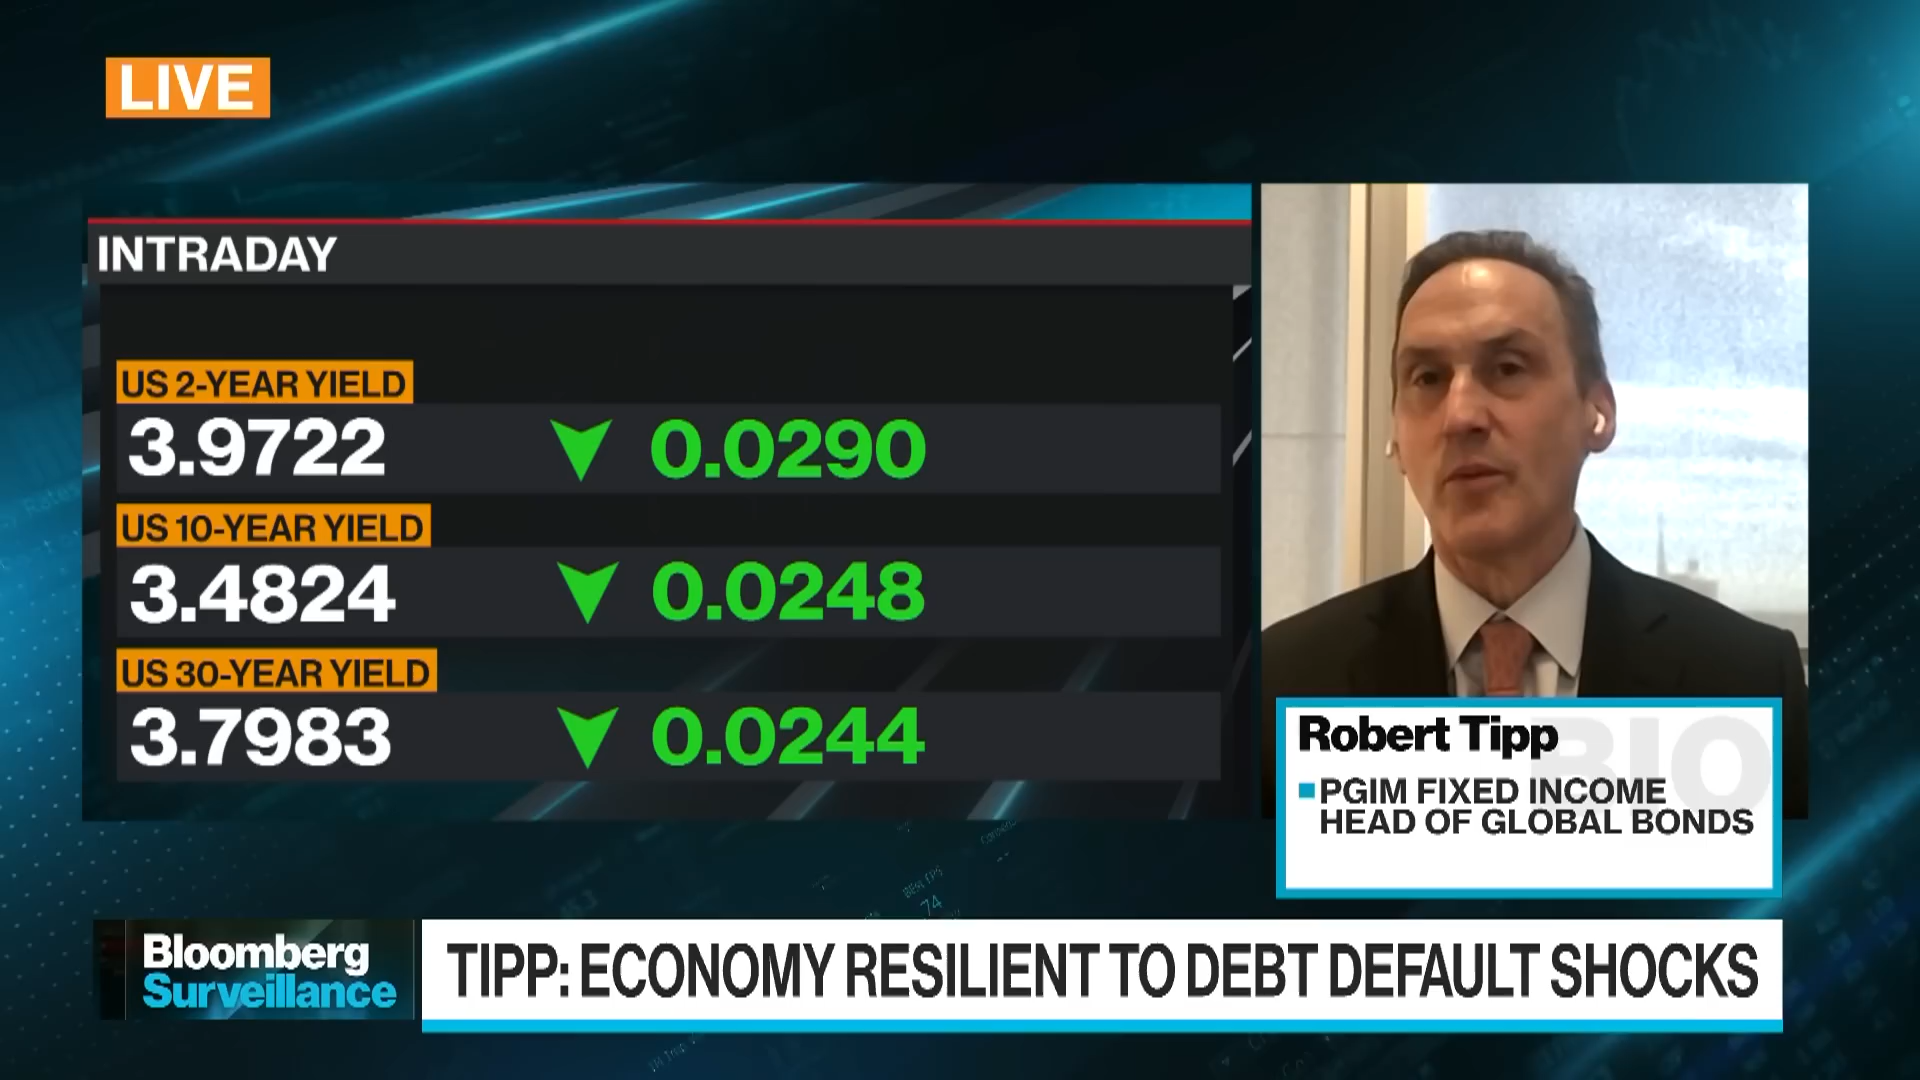 LIVE
INTRADAY
US 2-YEAR YIELD
3.9722 ▼ 0.0290
US 10-YEAR YIELD
3.4824 ▼ 0.0248
US 30-YEAR YIELD
3.7983 ▼ 0.0244
BIO
Robert Tipp
PGIM FIXED INCOME
HEAD OF GLOBAL BONDS
74
Bloomberg
Surveillance
TIPP: ECONOMY RESILIENT TO DEBT DEFAULT SHOCKS